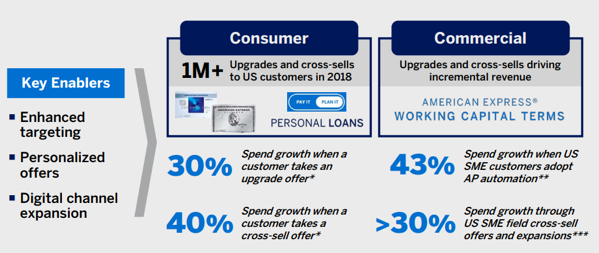 Key Enablers
▪ Enhanced
targeting
▪ Personalized
offers
▪ Digital channel
expansion
Consumer
1M+ Upgrades and cross-sells
to US customers in 2018
PAY IT PLAN IT
PERSONAL LOANS
30% Spend growth when a
customer takes an
upgrade offer*
40% Spend growth when a
customer takes a
cross-sell offer*
Commercial
Upgrades and cross-sells driving
incremental revenue
AMERICAN EXPRESS®
WORKING CAPITAL TERMS
43% Spend growth when US
SME customers adopt
AP automation**
>30% Spend growth through
US SME field cross-sell
offers and expansions***